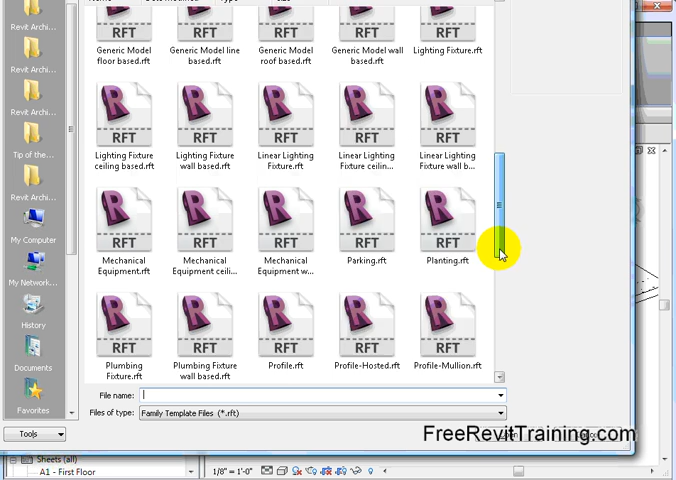 Revit Archi...
Revit Archi...
Revit Archi...
Tip of the...
Revit Archi...
My Computer
My Network...
History
Documents
Favorites
Tools
RFT RFT RFT RFT
Generic Model floor based.rft
Generic Model line based.rft
Generic Model roof based.rft
Generic Model wall based.rft
Lighting Fixture.rft
RFT RFT RFT RFT RFT
Lighting Fixture ceiling based.rft
Lighting Fixture wall based.rft
Linear Lighting Fixture.rft
Linear Lighting Fixture ceilin...
Linear Lighting Fixture wall b...
RFT RFT RFT RFT RFT
Mechanical Equipment.rft
Mechanical Equipment ceili...
Mechanical Equipment w...
Parking.rft
Planting.rft
RFT RFT RFT RFT RFT
Plumbing Fixture.rft
Plumbing Fixture wall based.rft
Profile.rft
Profile-Hosted.rft
Profile-Mullion.rft
File name:
Files of type: Family Template Files (*.rft)
FreeRevitTraining.com
Sheets (all)
A1 - First Floor
1/8" = 1'-0"